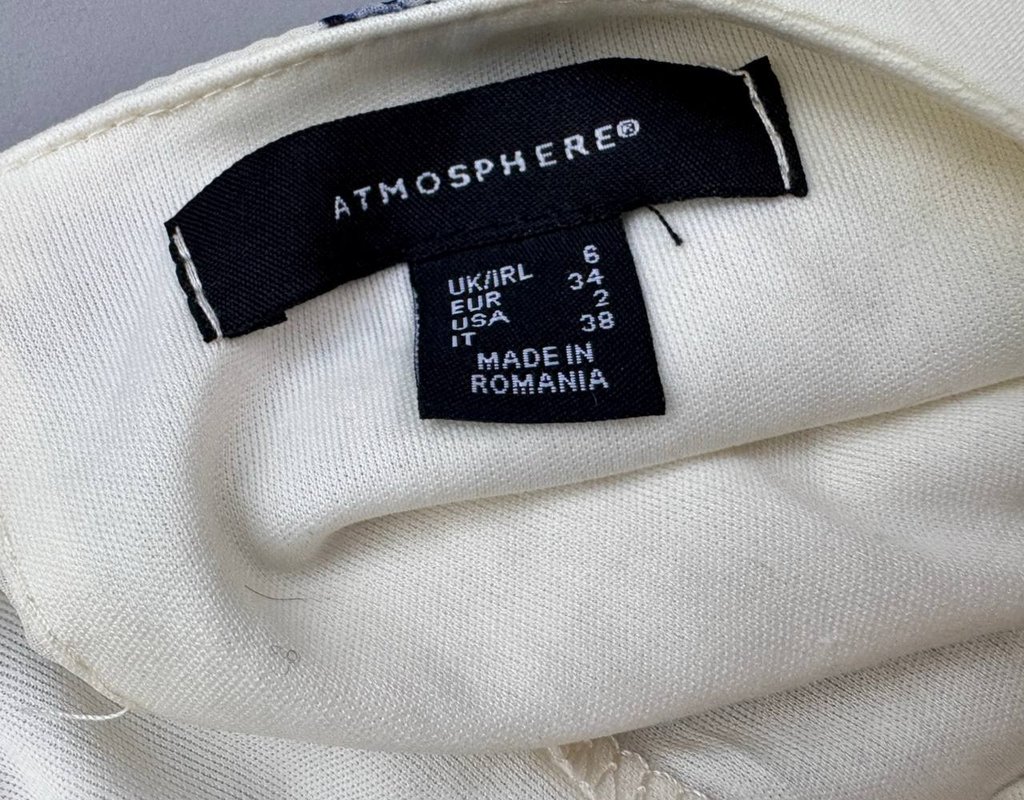 ATMOSPHERE®
UK/IRL 6
EUR 34
USA 2
IT 38
MADE IN
ROMANIA